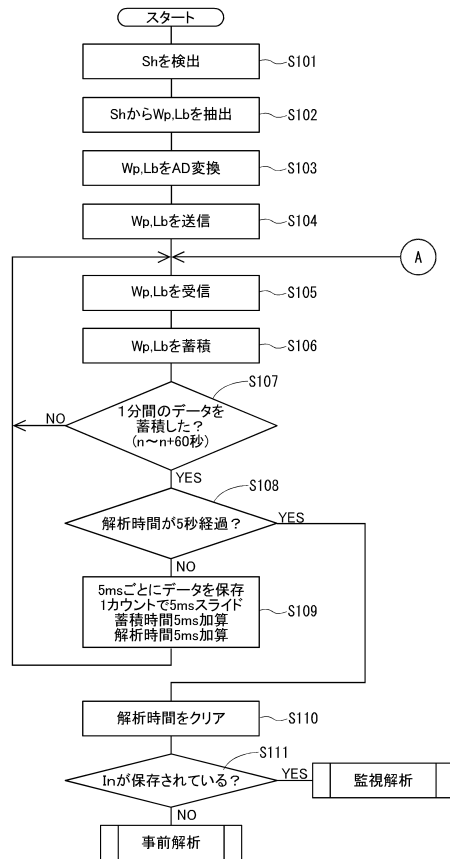 スタート
Shを検出
S101
ShからWp,Lbを抽出
S102
Wp,LbをAD変換
S103
Wp,Lbを送信
S104
A
Wp,Lbを受信
S105
Wp,Lbを蓄積
S106
S107
1分間のデータを
蓄積した？
(n～n+60秒)
NO
YES
S108
解析時間が5秒経過？
YES
NO
5msごとにデータを保存
1カウントで5msスライド
蓄積時間5ms加算
解析時間5ms加算
S109
解析時間をクリア
S110
S111
Inが保存されている？
YES
監視解析
NO
事前解析